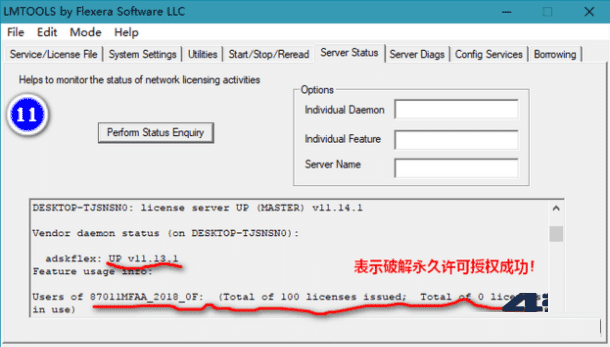 LMTOOLS by Flexera Software LLC
File Edit Mode Help
Service/License File System Settings Utilities Start/Stop/Reread Server Status Server Diags Config Services Borrowing
Helps to monitor the status of network licensing activities
Options
11
Individual Daemon
Perform Status Enquiry
Individual Feature
Server Name
DESKTOP-TJSNSN0: license server UP (MASTER) v11.14.1
Vendor daemon status (on DESKTOP-TJSNSN0):
adskflex: UP v11.13.1
表示破解永久许可授权成功!
Feature usage info:
Users of 87011MFAA_2018_0F: (Total of 100 licenses issued; Total of 0
in use)